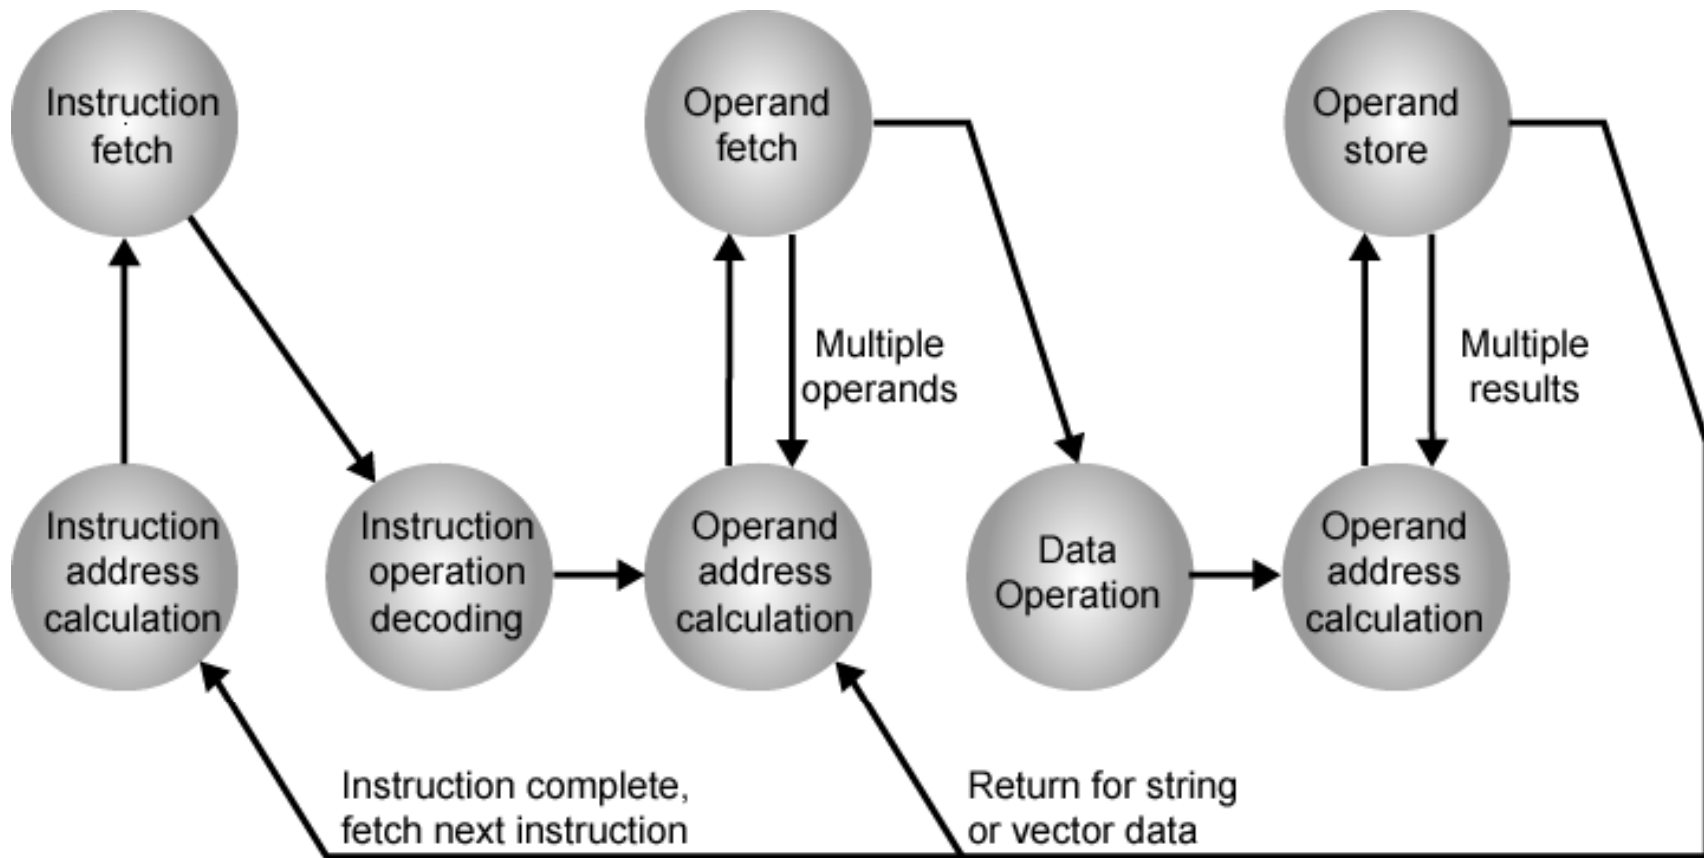 Instruction
fetch
Operand
fetch
Operand
store
Multiple
operands
Multiple
results
Instruction
address
calculation
Instruction
operation
decoding
Operand
address
calculation
Data
Operation
Operand
address
calculation
Instruction complete,
fetch next instruction
Return for string
or vector data